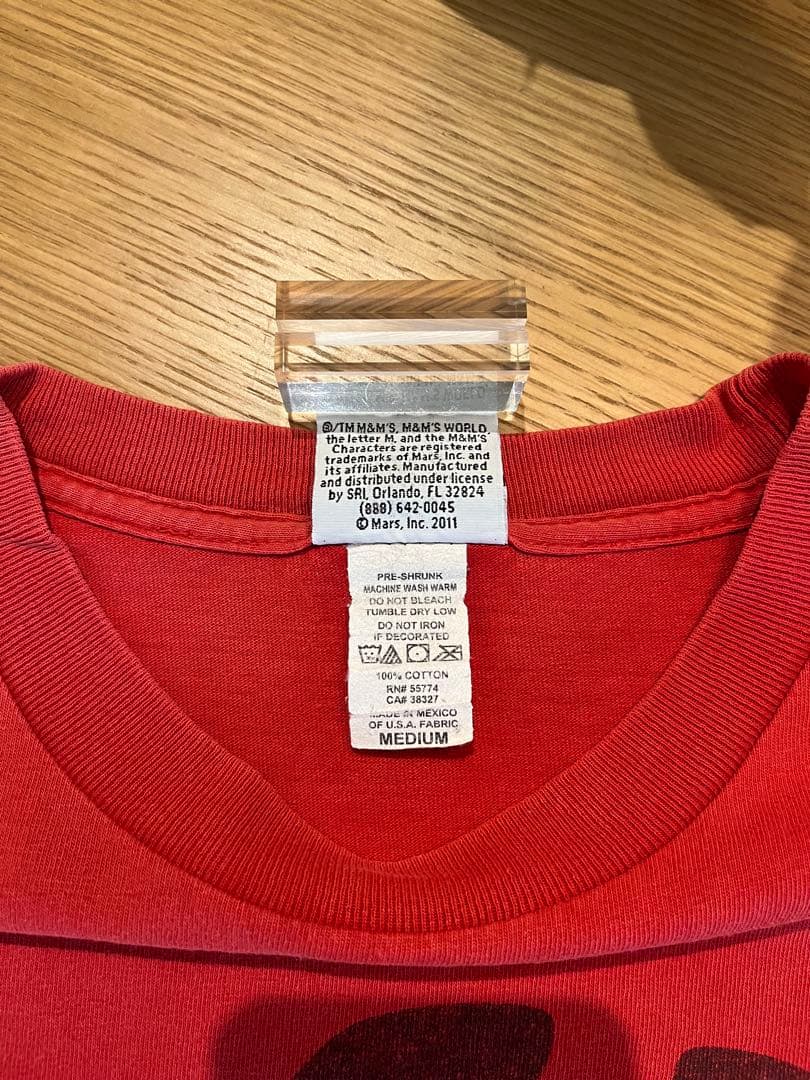 ®/TM M&M'S, M&M'S WORLD,
the letter M, and the M&M'S
Characters are registered
trademarks of Mars, Inc. and
its affiliates. Manufactured
and distributed under license
by SRI, Orlando, FL 32824
(888) 642-0045
© Mars, Inc. 2011
PRE-SHRUNK
MACHINE WASH WARM
DO NOT BLEACH
TUMBLE DRY LOW
DO NOT IRON
IF DECORATED
100% COTTON
RN# 55774
CA# 38327
MADE IN MEXICO
OF U.S.A. FABRIC
MEDIUM